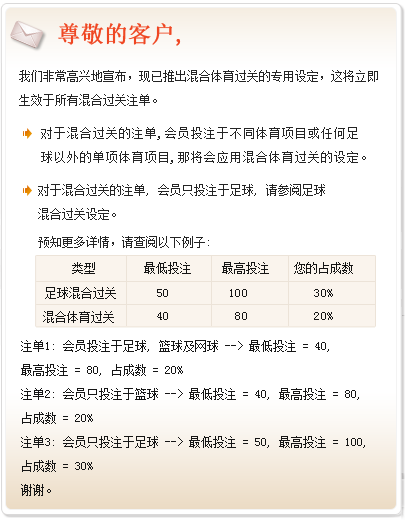 尊敬的客户,
我们非常高兴地宣布，现已推出混合体育过关的专用设定，这将立即
生效于所有混合过关注单。
对于混合过关的注单,会员投注于不同体育项目或任何足
球以外的单项体育项目,那将会应用混合体育过关的设定。
对于混合过关的注单, 会员只投注于足球, 请参阅足球
混合过关设定。
预知更多详情，请查阅以下例子:
类型 最低投注 最高投注 您的占成数
足球混合过关 50 100 30%
混合体育过关 40 80 20%
注单1: 会员投注于足球, 篮球及网球 --> 最低投注 = 40,
最高投注 = 80, 占成数 = 20%
注单2: 会员只投注于篮球 --> 最低投注 = 40, 最高投注 = 80,
占成数 = 20%
注单3: 会员只投注于足球 --> 最低投注 = 50, 最高投注 = 100,
占成数 = 30%
谢谢。